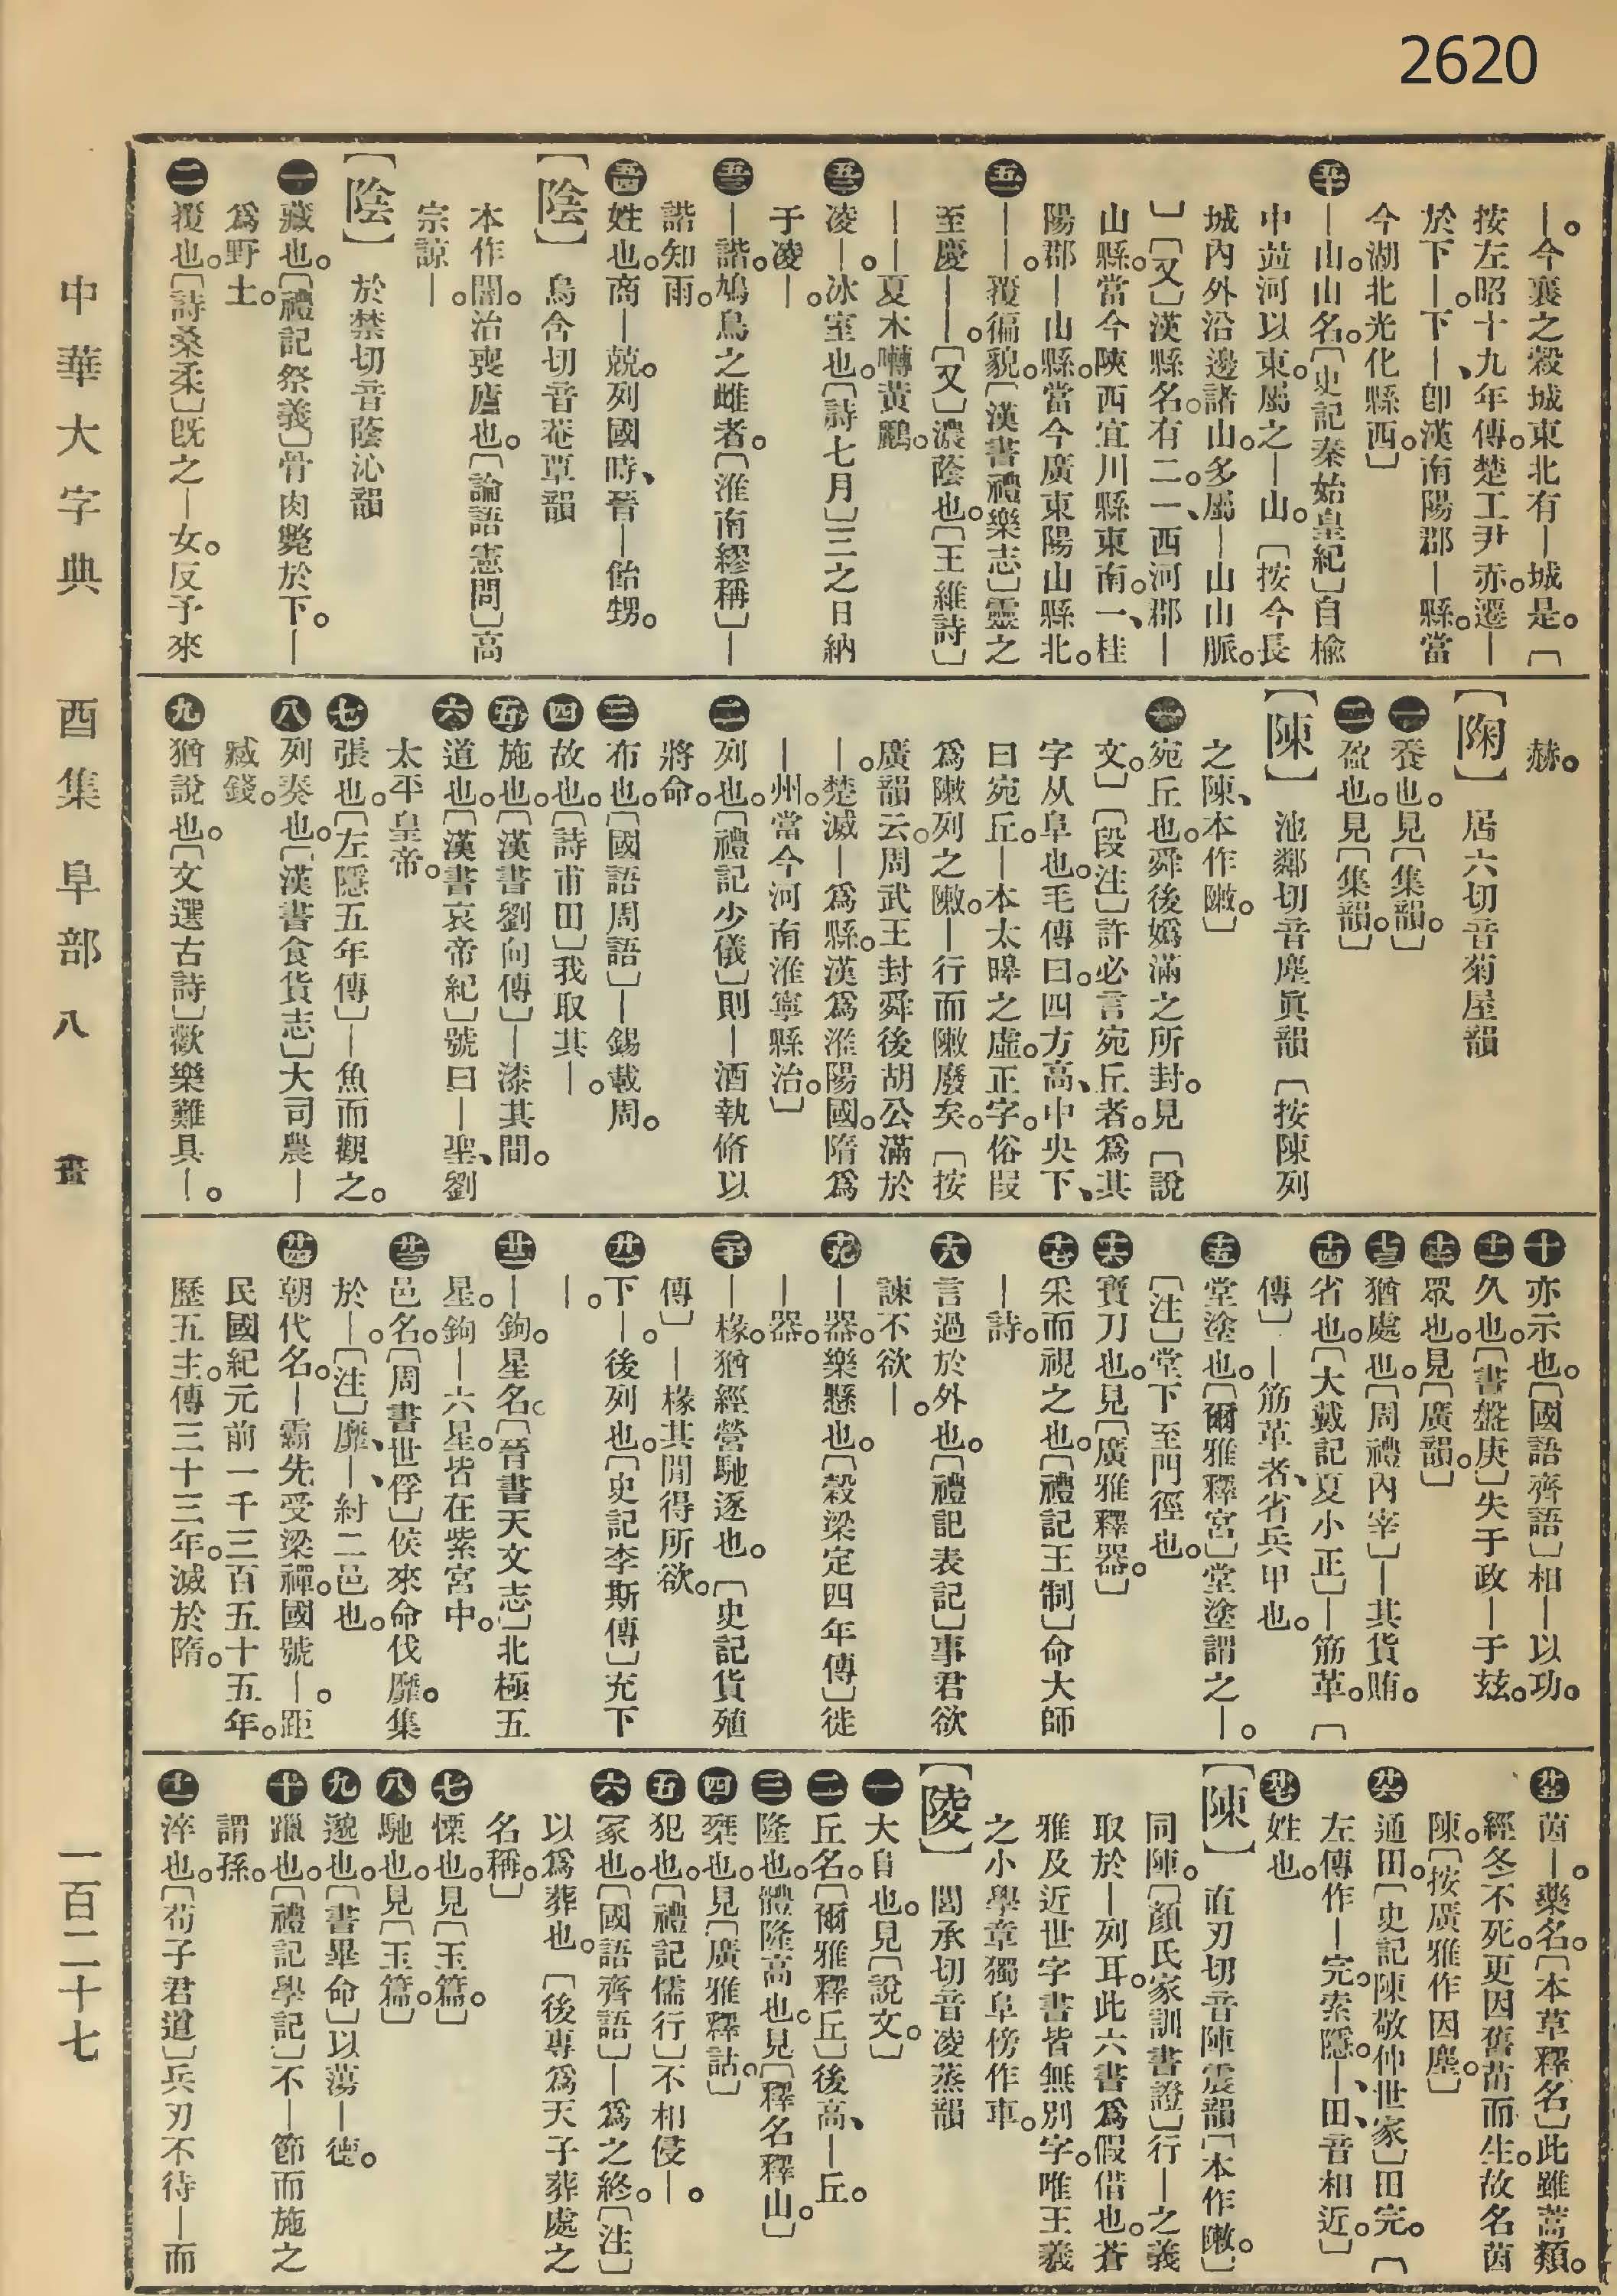 2620
中華大字典 酉集 阜部 八畫 一百二十七
—。今襄之穀城東北有—城是。〔
按左昭十九年傳、楚工尹赤遷—
於下—。下—、卽漢南陽郡—縣。當
今湖北光化縣西。〕
五十 —山。山名。〔史記秦始皇紀〕自楡
中並河以東。屬之—山。〔按今長
城內外沿邊諸山。多屬—山山脈。
〕〔又〕漢縣名。有二。一、西河郡—
山縣。當今陝西宜川縣東南。一、桂
陽郡—山縣。當今廣東陽山縣北。
五一 ——。覆徧貌。〔漢書禮樂志〕靈之
至慶——。〔又〕濃蔭也。〔王維詩〕
——夏木囀黃鸝。
五二 凌—。冰室也。〔詩七月〕三之日納
于凌—。
五三 —諧。鳩鳥之雌者。〔淮南繆稱〕—
諧知雨。
五四 姓也。商—兢。列國時、晉—飴甥。
〔陰〕 烏含切音菴覃韻
本作闇。治喪廬也。〔論語憲問〕高
宗諒—。
〔陰〕 於禁切音蔭沁韻
一 藏也。〔禮記祭義〕骨肉斃於下。—
爲野土。
二 覆也。〔詩桑柔〕旣之—女。反予來
赫。
〔陱〕 居六切音菊屋韻
一 養也。見〔集韻。〕
二 盈也。見〔集韻。〕
〔陳〕 池鄰切音塵眞韻 〔按陳列
之陳、本作敶。〕
一 宛丘也。舜後嬀滿之所封。見〔說
文。〕〔段注〕許必言宛丘者。爲其
字从阜也。毛傳曰。四方高、中央下、
曰宛丘。—本太皞之虛。正字。俗叚
爲敶列之敶。—行而敶廢矣。〔按
廣韻云。周武王封舜後胡公滿於
—。楚滅—爲縣。漢爲淮陽國。隋爲
—州。當今河南淮寧縣治。〕
二 列也。〔禮記少儀〕則—酒執脩以
將命。
三 布也。〔國語周語〕—錫載周。
四 故也。〔詩甫田〕我取其—。
五 施也。〔漢書劉向傳〕—漆其間。
六 道也。〔漢書哀帝紀〕號曰—聖、劉
太平皇帝。
七 張也。〔左隱五年傳〕—魚而觀之。
八 列奏也。〔漢書食貨志〕大司農—
臧錢。
九 猶說也。〔文選古詩〕歡樂難具—。
十 亦示也。〔國語齊語〕相—以功。
十一 久也。〔書盤庚〕失于政—于玆。
十二 眾也。見〔廣韻。〕
十三 猶處也。〔周禮內宰〕—其貨賄。
十四 省也。〔大戴記夏小正〕—筋革。〔
傳〕—筋革者、省兵甲也。
十五 堂塗也。〔爾雅釋宮〕堂塗謂之—。
〔注〕堂下至門徑也。
十六 寶刀也。見〔廣雅釋器。〕
十七 采而視之也。〔禮記王制〕命大師
—詩。
十八 言過於外也。〔禮記表記〕事君欲
諫不欲—。
十九 —器。樂懸也。〔穀梁定四年傳〕徙
—器。
二十 —椽。猶經營馳逐也。〔史記貨殖
傳〕—椽其閒得所欲。
廿一 下—。後列也。〔史記李斯傳〕充下
—。
廿二 —鉤。星名。〔晉書天文志〕北極五
星。鉤—六星。皆在紫宮中。
廿三 邑名。〔周書世俘〕侯來命伐靡。集
於—。〔注〕靡、—、紂二邑也。
廿四 朝代名。—霸先受梁禪。國號—。距
民國紀元前一千三百五十五年。
歷五主。傳三十三年。滅於隋。
廿五 茵—。藥名。〔本草釋名〕此雖蒿類。
經冬不死。更因舊苗而生。故名茵
陳。〔按廣雅作因塵。〕
廿六 通田。〔史記陳敬仲世家〕田完。〔
左傳作—完。索隱。—、田、音相近。〕
廿七 姓也。
〔陳〕 直刃切音陣震韻〔本作敶。〕
同陣。〔顏氏家訓書證〕行—之義
取於—列耳。此六書爲假借也。蒼
雅及近世字書皆無別字。唯王羲
之小學章獨阜傍作車。
〔陵〕 閭承切音凌蒸韻
一 大𨸏也。見〔說文。〕
二 丘名。〔爾雅釋丘〕後高、—丘。
三 隆也。體隆高也。見〔釋名釋山。〕
四 椉也。見〔廣雅釋詁。〕
五 犯也。〔禮記儒行〕不相侵—。
六 冢也。〔國語齊語〕—爲之終。〔注〕
以爲葬也。〔後專爲天子葬處之
名稱。〕
七 慄也。見〔玉篇。〕
八 馳也。見〔玉篇。〕
九 邈也。〔書畢命〕以蕩—德。
十 躐也。〔禮記學記〕不—節而施之
謂孫。
十一 淬也。〔荀子君道〕兵刃不待—而